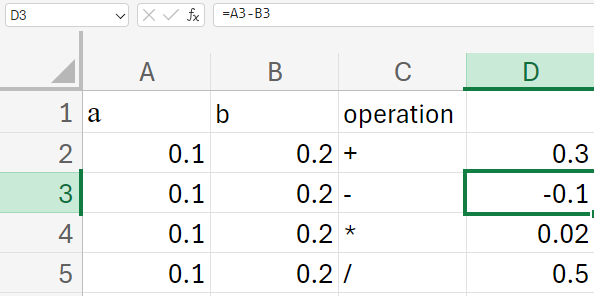 D3 fx =A3-B3
A B C D
1 a b operation
2 0.1 0.2 + 0.3
3 0.1 0.2 - -0.1
4 0.1 0.2 * 0.02
5 0.1 0.2 / 0.5